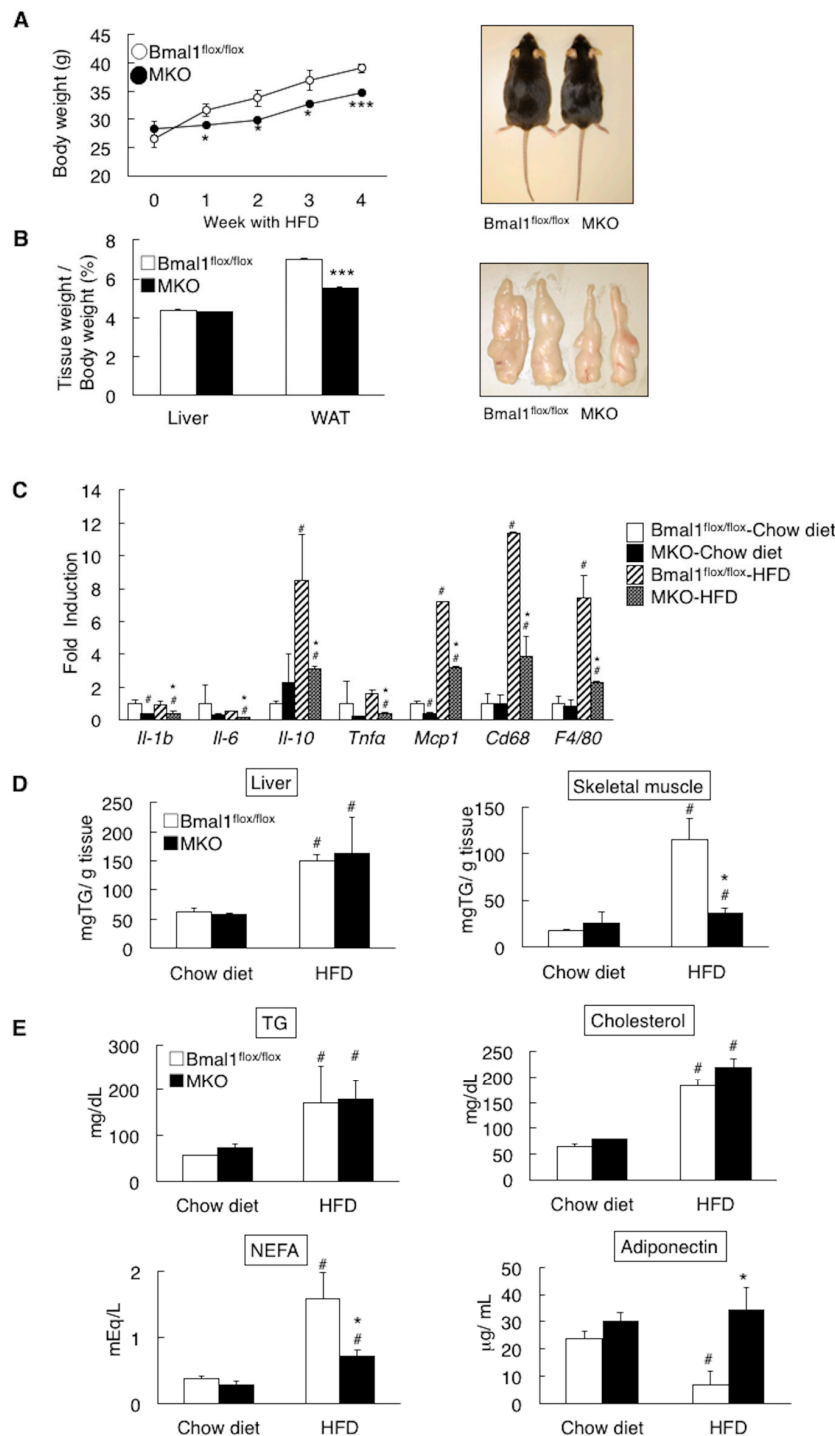 A
Body weight (g)
40
35
30
25
20
Bmal1flox/flox
MKO
* * * ***
0 1 2 3 4
Week with HFD
Bmal1flox/flox MKO
B
Tissue weight /
Body weight (%)
8
6
4
2
0
Bmal1flox/flox
MKO
***
Liver WAT
Bmal1flox/flox MKO
C
Fold Induction
14
12
10
8
6
4
2
0
# * # * # # * # * # # # * # # * # # * #
Il-1b Il-6 Il-10 Tnfα Mcp1 Cd68 F4/80
Bmal1flox/flox-Chow diet
MKO-Chow diet
Bmal1flox/flox-HFD
MKO-HFD
D
Liver
mgTG/ g tissue
250
200
150
100
50
0
Bmal1flox/flox
MKO
# #
Chow diet HFD
Skeletal muscle
mgTG/ g tissue
150
100
50
0
# * #
Chow diet HFD
E
TG
mg/dL
300
200
100
0
Bmal1flox/flox
MKO
# #
Chow diet HFD
Cholesterol
mg/dL
250
200
150
100
50
0
# #
Chow diet HFD
NEFA
mEq/L
2
1
0
# * #
Chow diet HFD
Adiponectin
μg/ mL
50
40
30
20
10
0
# *
Chow diet HFD